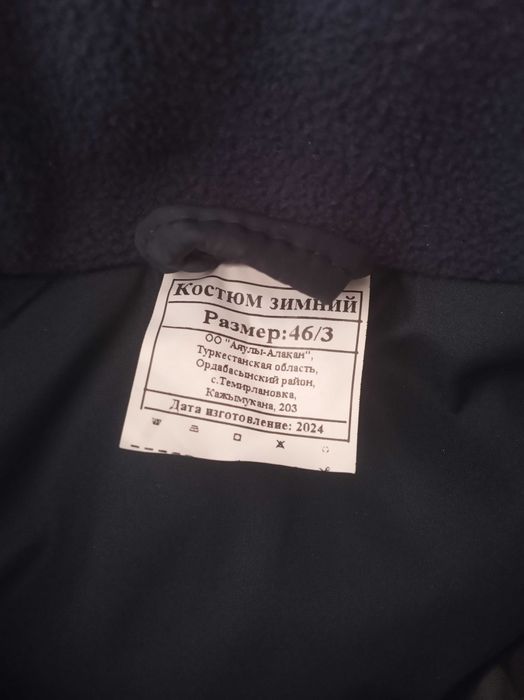 Костюм зимний
Размер:46/3
ОО "Аяулы-Алакан",
Туркестанская область,
Ордабасынский район,
с.Темирлановка,
Кажымукана, 203
Дата изготовление: 2024